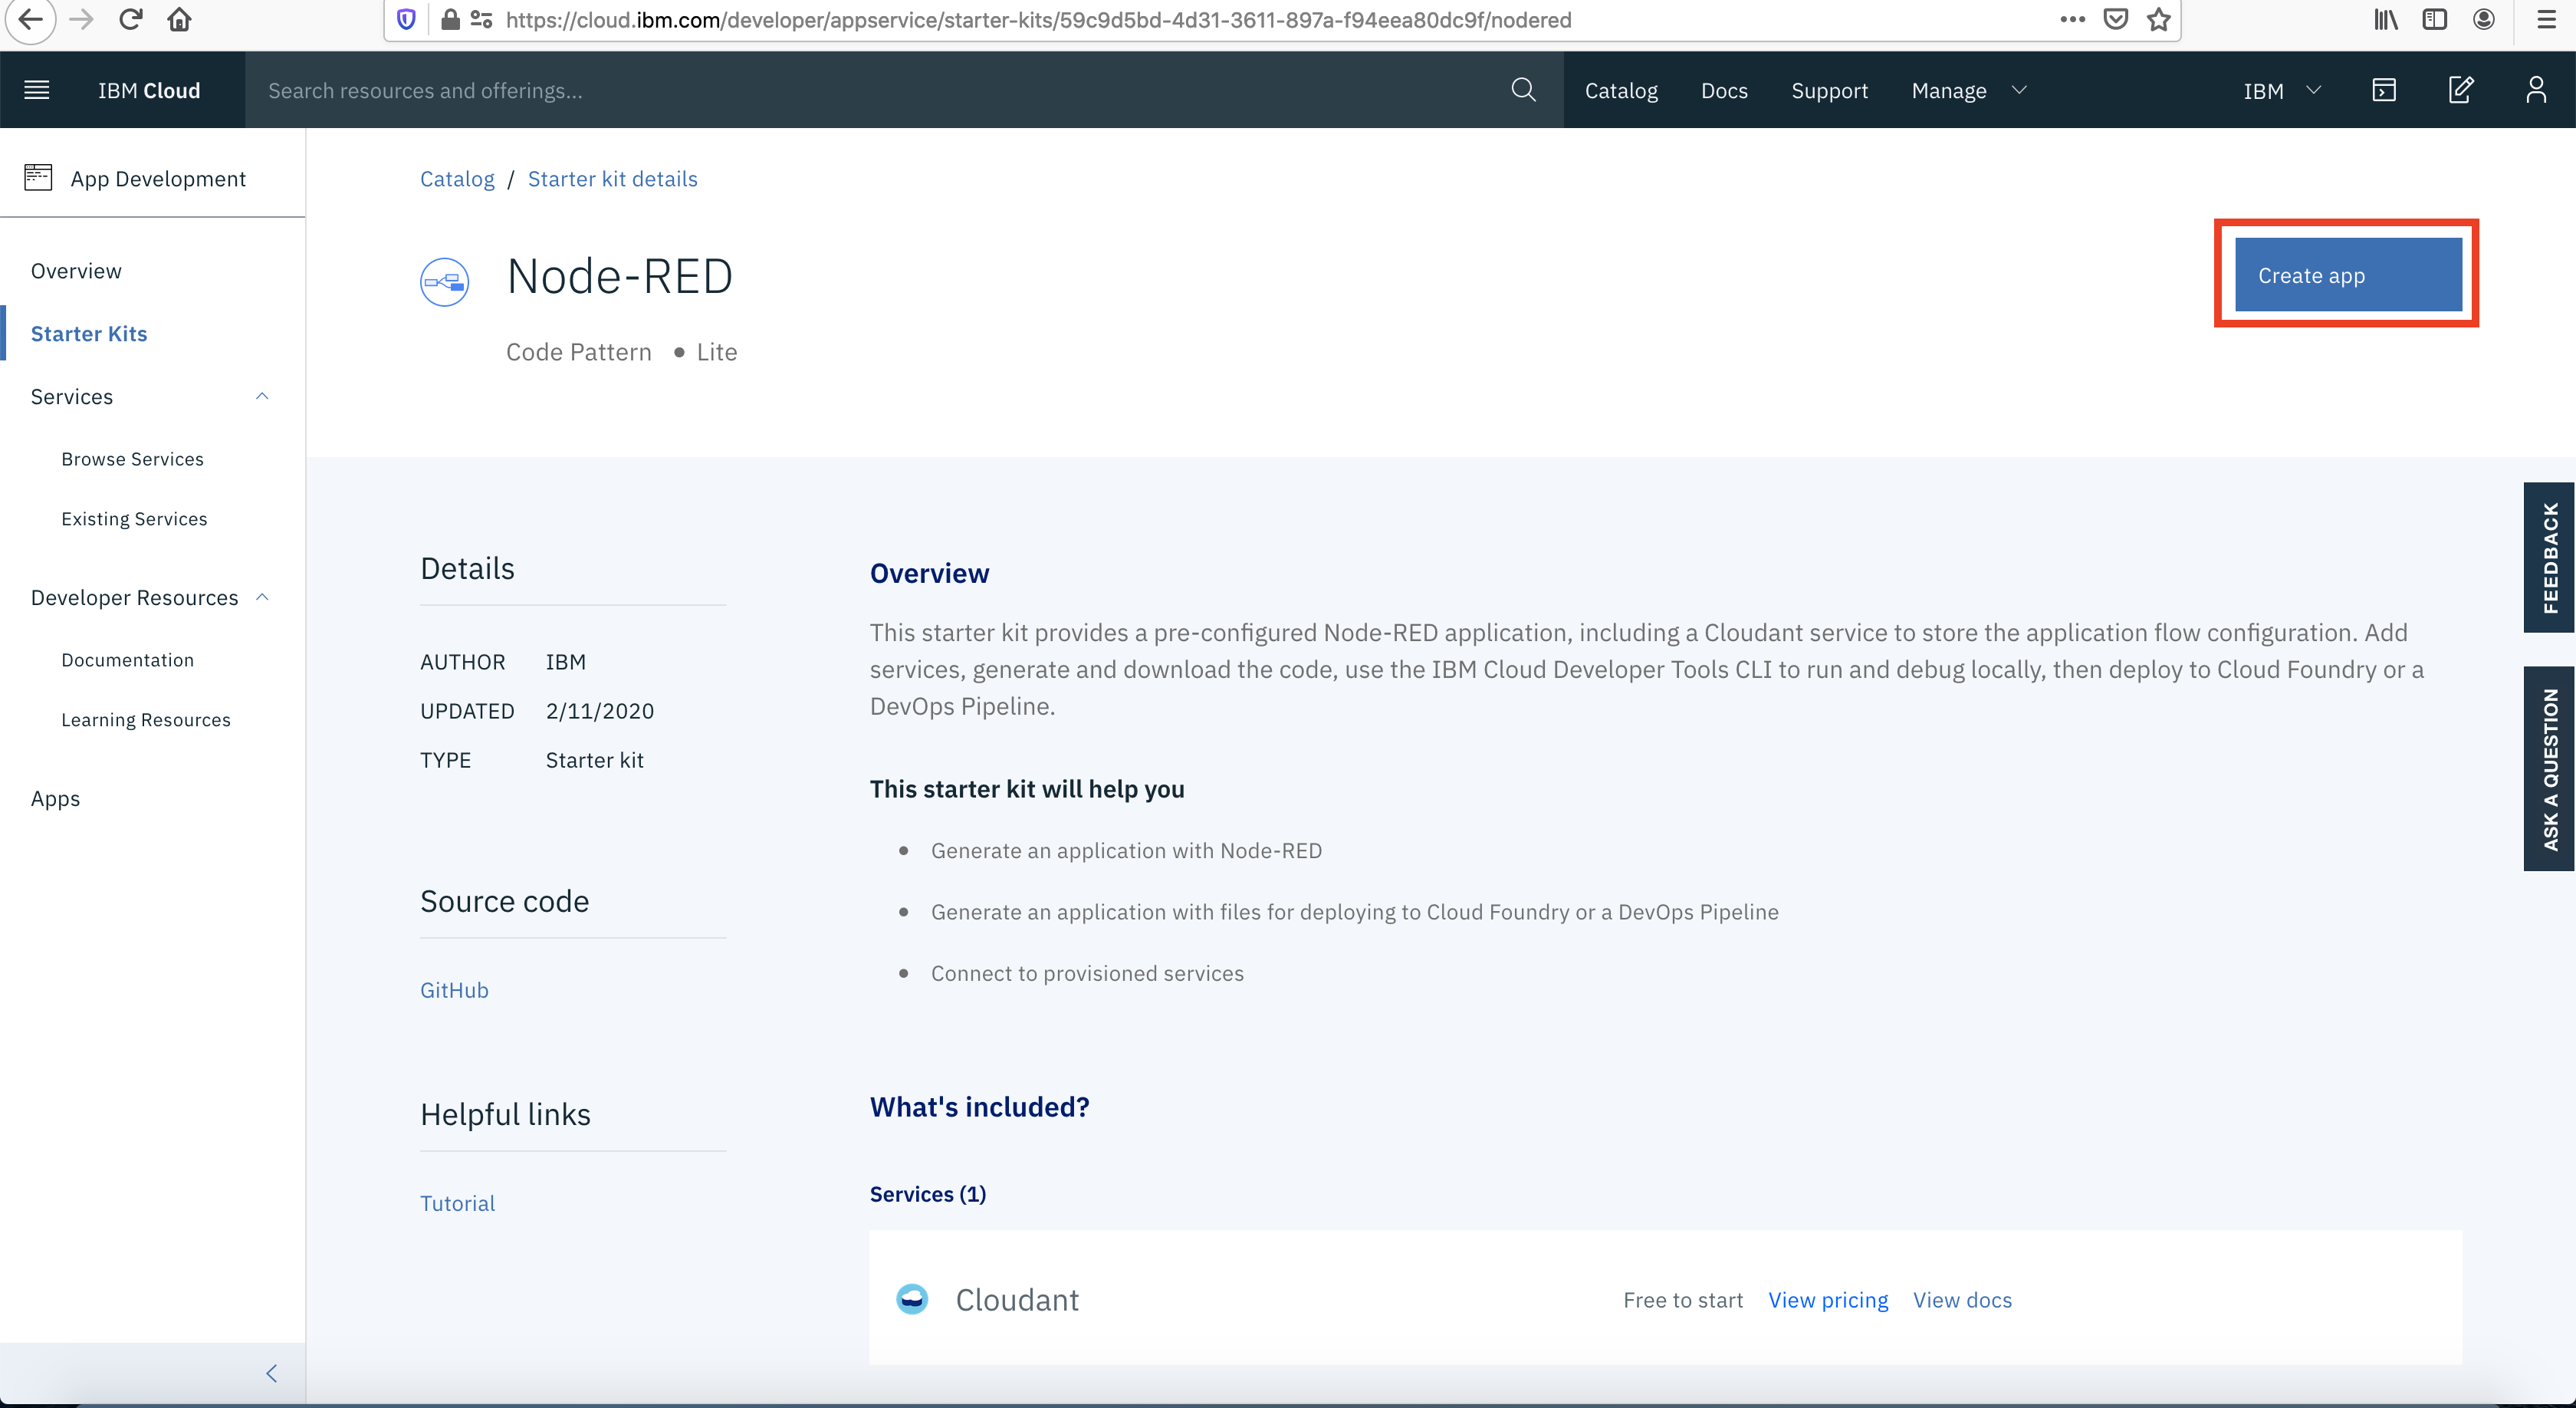 https://cloud.ibm.com/developer/appservice/starter-kits/59c9d5bd-4d31-3611-897a-f94eea80dc9f/nodered
IBM Cloud
Search resources and offerings...
Catalog
Docs
Support
Manage
IBM
App Development
Overview
Starter Kits
Services
Browse Services
Existing Services
Developer Resources
Documentation
Learning Resources
Apps
Catalog / Starter kit details
Node-RED
Code Pattern • Lite
Create app
Details
AUTHOR IBM
UPDATED 2/11/2020
TYPE Starter kit
Source code
GitHub
Helpful links
Tutorial
Overview
This starter kit provides a pre-configured Node-RED application, including a Cloudant service to store the application flow configuration. Add
services, generate and download the code, use the IBM Cloud Developer Tools CLI to run and debug locally, then deploy to Cloud Foundry or a
DevOps Pipeline.
This starter kit will help you
• Generate an application with Node-RED
• Generate an application with files for deploying to Cloud Foundry or a DevOps Pipeline
• Connect to provisioned services
What's included?
Services (1)
Cloudant
Free to start View pricing View docs
FEEDBACK
ASK A QUESTION